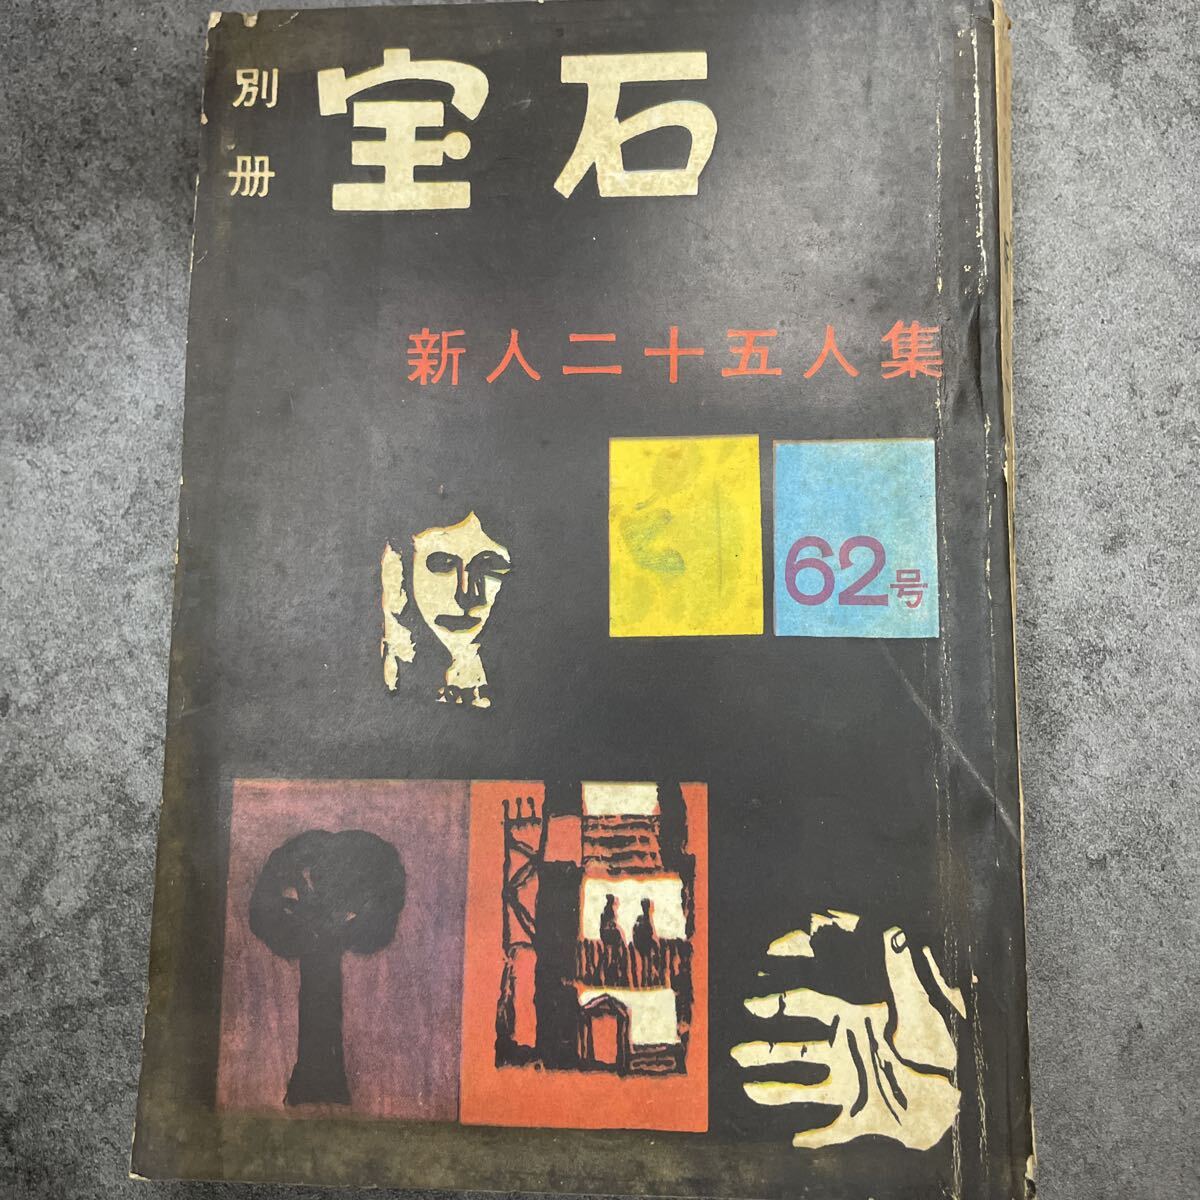 別冊
宝石
新人二十五人集
62号